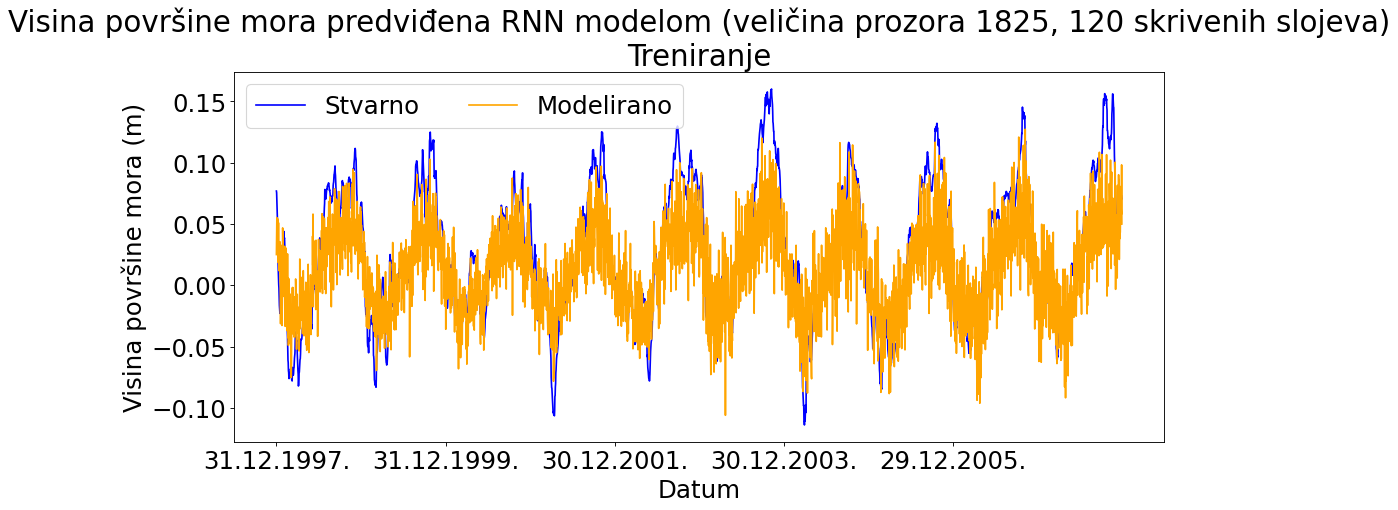 Visina površine mora predviđena RNN modelom (veličina prozora 1825, 120 skrivenih slojeva)
Treniranje
Stvarno Modelirano
Visina površine mora (m)
0.15
0.10
0.05
0.00
−0.05
−0.10
31.12.1997. 31.12.1999. 30.12.2001. 30.12.2003. 29.12.2005.
Datum